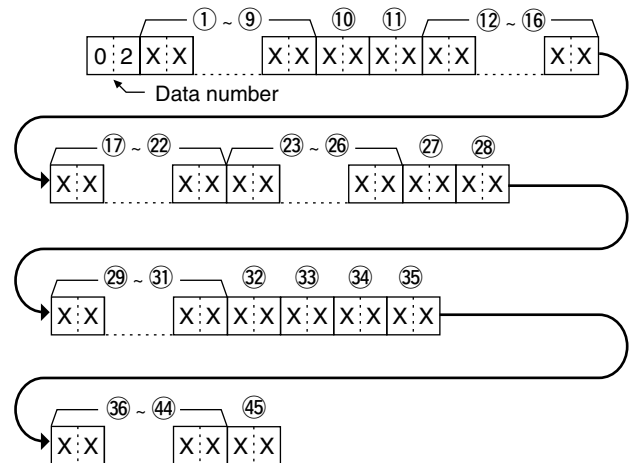 ① ~ ⑨ ⑩ ⑪ ⑫ ~ ⑯
0 2 X X X X X X X X X X X X
Data number
⑰ ~ ㉒ ㉓ ~ ㉖ ㉗ ㉘
X X X X X X X X X X X X
㉙ ~ ㉛ ㉜ ㉝ ㉞ ㉟
X X X X X X X X X X X X
㊱ ~ ㊹ ㊺
X X X X X X